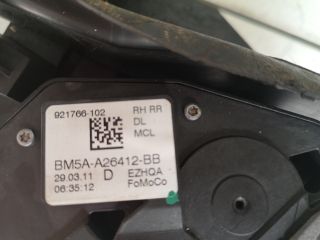 921766-102 RH RR
DL
MCL
BM5A-A26412-BB
29.03.11 D EZHQA
06:35:12 FoMoCo